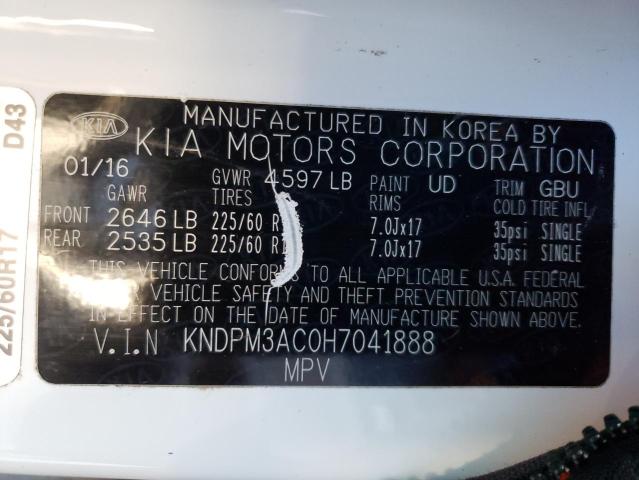 KIA
MANUFACTURED IN KOREA BY
KIA MOTORS CORPORATION
01/16 GVWR 4597 LB PAINT UD TRIM GBU
GAWR TIRES RIMS COLD TIRE INFL
FRONT 2646 LB 225/60 7.0Jx17 35psi SINGLE
REAR 2535 LB 225/60 7.0Jx17 35psi SINGLE
THIS VEHICLE TO ALL APPLICABLE U.S.A. FEDERAL
VEHICLE SAFETY AND THEFT PREVENTION STANDARDS
IN EFFECT ON THE DATE OF MANUFACTURE SHOWN ABOVE.
V.I.N KNDPM3AC0H7041888
MPV
225/60R17 D43